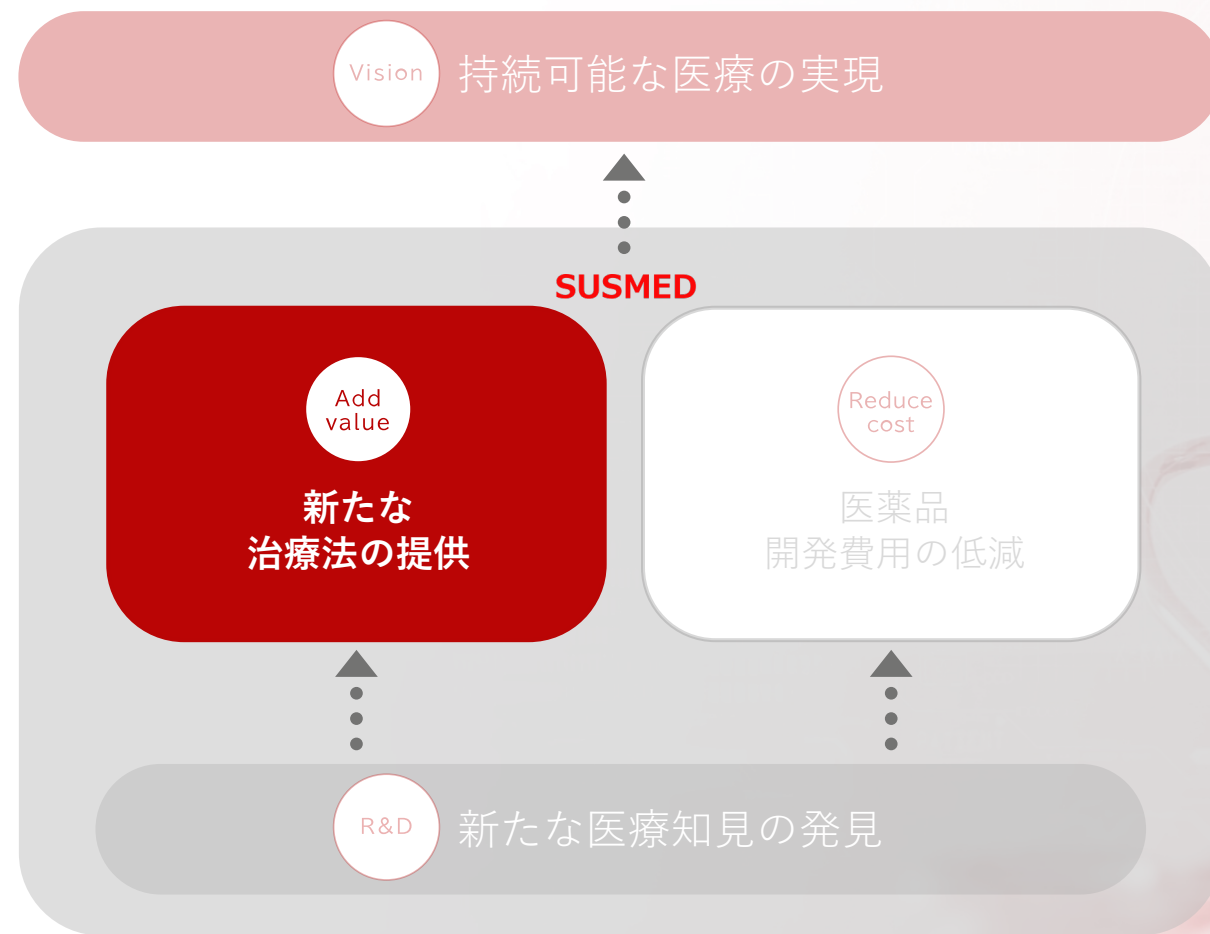 Vision 持続可能な医療の実現
SUSMED
Add
value
新たな
治療法の提供
Reduce
cost
医薬品
開発費用の低減
R&D 新たな医療知見の発見